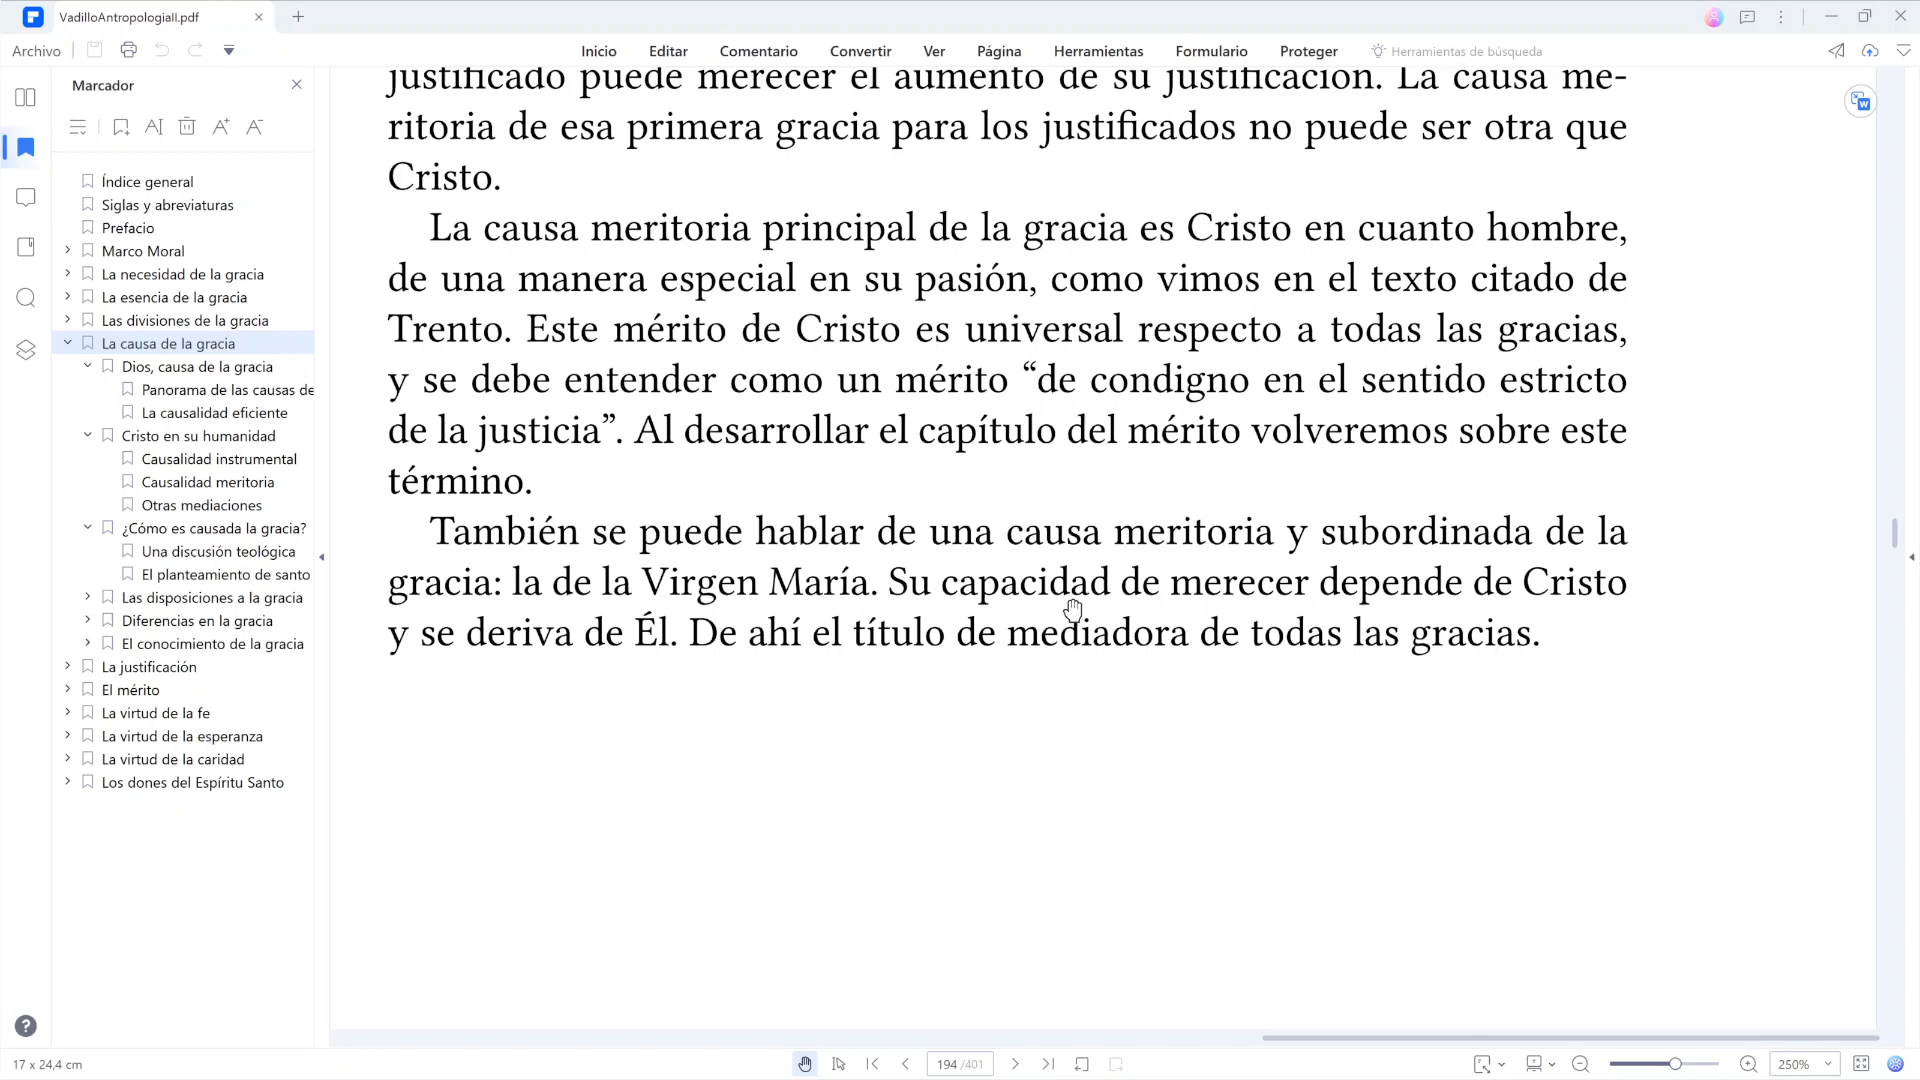 VadilloAntropologiaII.pdf
Archivo
Inicio
Editar
Comentario
Convertir
Ver
Página
Herramientas
Formulario
Proteger
Herramientas de búsqueda
Marcador
Índice general
Siglas y abreviaturas
Prefacio
Marco Moral
La necesidad de la gracia
La esencia de la gracia
Las divisiones de la gracia
La causa de la gracia
Dios, causa de la gracia
Panorama de las causas de
La causalidad eficiente
Cristo en su humanidad
Causalidad instrumental
Causalidad meritoria
Otras mediaciones
¿Cómo es causada la gracia?
Una discusión teológica
El planteamiento de santo
Las disposiciones a la gracia
Diferencias en la gracia
El conocimiento de la gracia
La justificación
El mérito
La virtud de la fe
La virtud de la esperanza
La virtud de la caridad
Los dones del Espíritu Santo
justificado puede merecer el aumento de su justificación. La causa me-
ritoria de esa primera gracia para los justificados no puede ser otra que
Cristo.
La causa meritoria principal de la gracia es Cristo en cuanto hombre,
de una manera especial en su pasión, como vimos en el texto citado de
Trento. Este mérito de Cristo es universal respecto a todas las gracias,
y se debe entender como un mérito “de condigno en el sentido estricto
de la justicia”. Al desarrollar el capítulo del mérito volveremos sobre este
término.
También se puede hablar de una causa meritoria y subordinada de la
gracia: la de la Virgen María. Su capacidad de merecer depende de Cristo
y se deriva de Él. De ahí el título de mediadora de todas las gracias.
17 x 24,4 cm
194 /401
250%